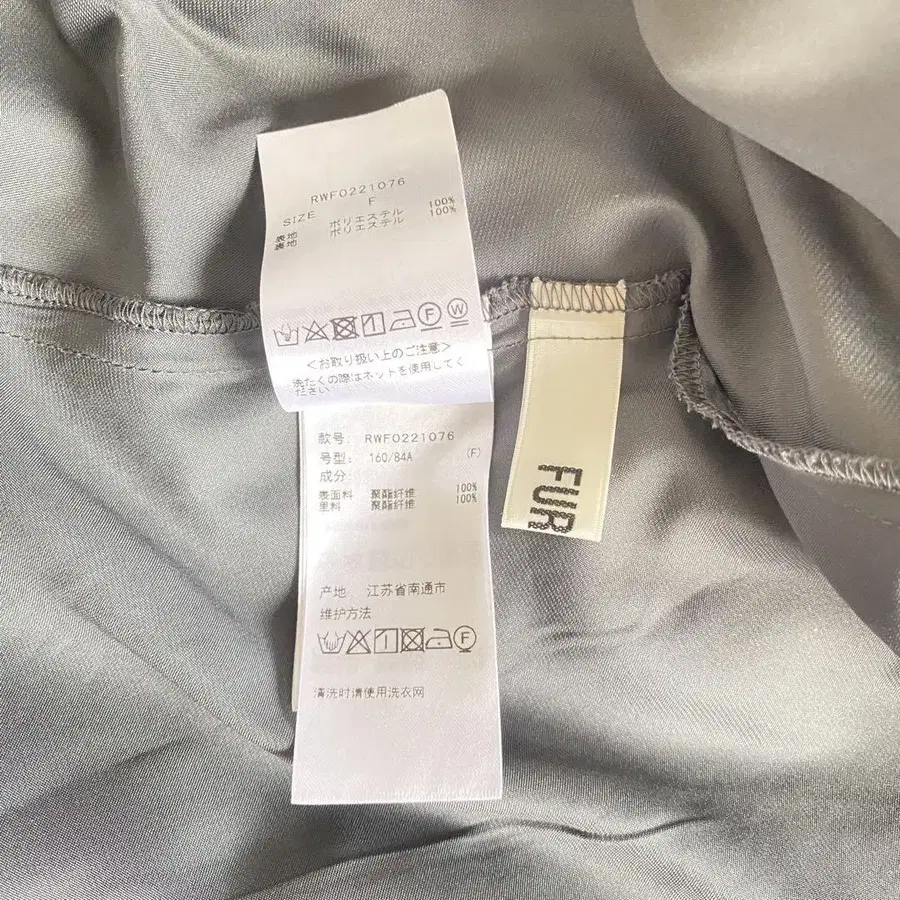 RWF0221076
SIZE F
表地 ポリエステル 100%
裏地 ポリエステル 100%
F W
<お取り扱い上のご注意>
洗たくの際はネットを使用してく
ださい
款号: RWF0221076
号型: 160/84A (F)
成分:
表面料 聚酯纤维 100%
里料 聚酯纤维 100%
产地 江苏省南通市
维护方法
F
清洗时请使用洗衣网
FUR